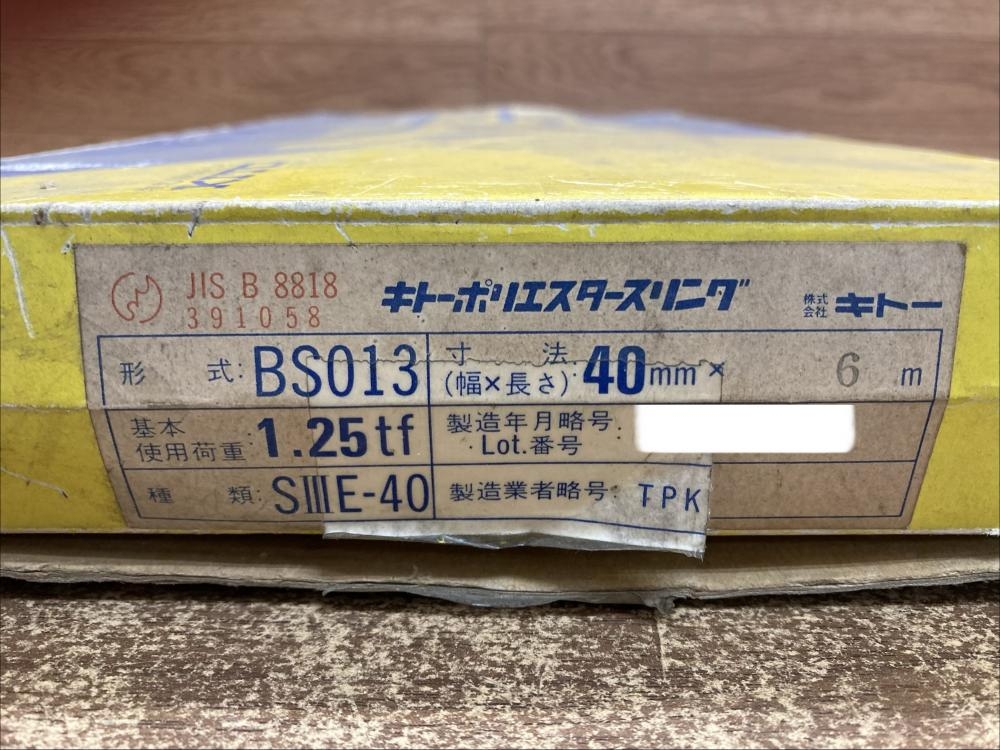 JIS B 8818
391058
キトーポリエスタースリング
株式会社 キトー
形 式: BS013
寸 法
(幅×長さ): 40mm× 6 m
基本
使用荷重: 1.25tf
製造年月略号
・Lot.番号:
種 類: SⅢE-40
製造業者略号: TPK